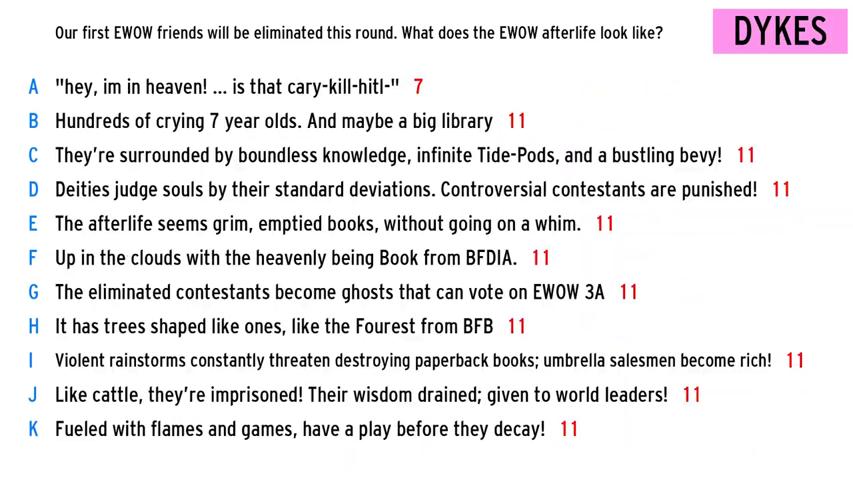 Our first EWOW friends will be eliminated this round. What does the EWOW afterlife look like?
DYKES
A "hey, im in heaven! ... is that cary-kill-hitl-" 7
B Hundreds of crying 7 year olds. And maybe a big library 11
C They're surrounded by boundless knowledge, infinite Tide-Pods, and a bustling bevy! 11
D Deities judge souls by their standard deviations. Controversial contestants are punished! 11
E The afterlife seems grim, emptied books, without going on a whim. 11
F Up in the clouds with the heavenly being Book from BFDIA. 11
G The eliminated contestants become ghosts that can vote on EWOW 3A 11
H It has trees shaped like ones, like the Fourest from BFB 11
I Violent rainstorms constantly threaten destroying paperback books; umbrella salesmen become rich! 11
J Like cattle, they're imprisoned! Their wisdom drained; given to world leaders! 11
K Fueled with flames and games, have a play before they decay! 11